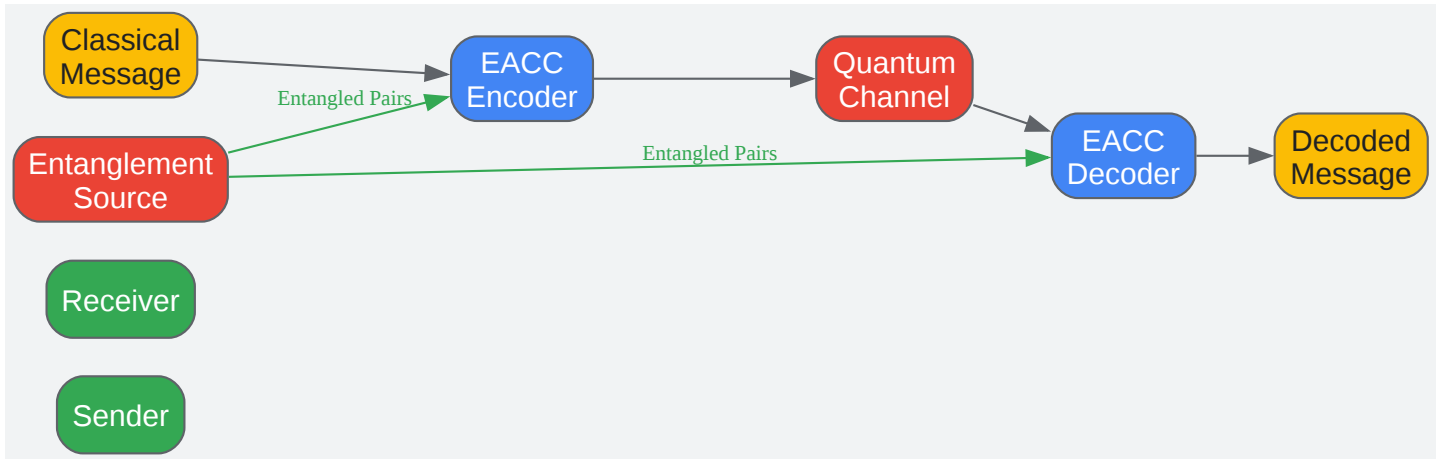 Classical
Message
EACC
Encoder
Quantum
Channel
Entangled Pairs
Entanglement
Source
Entangled Pairs
EACC
Decoder
Decoded
Message
Receiver
Sender